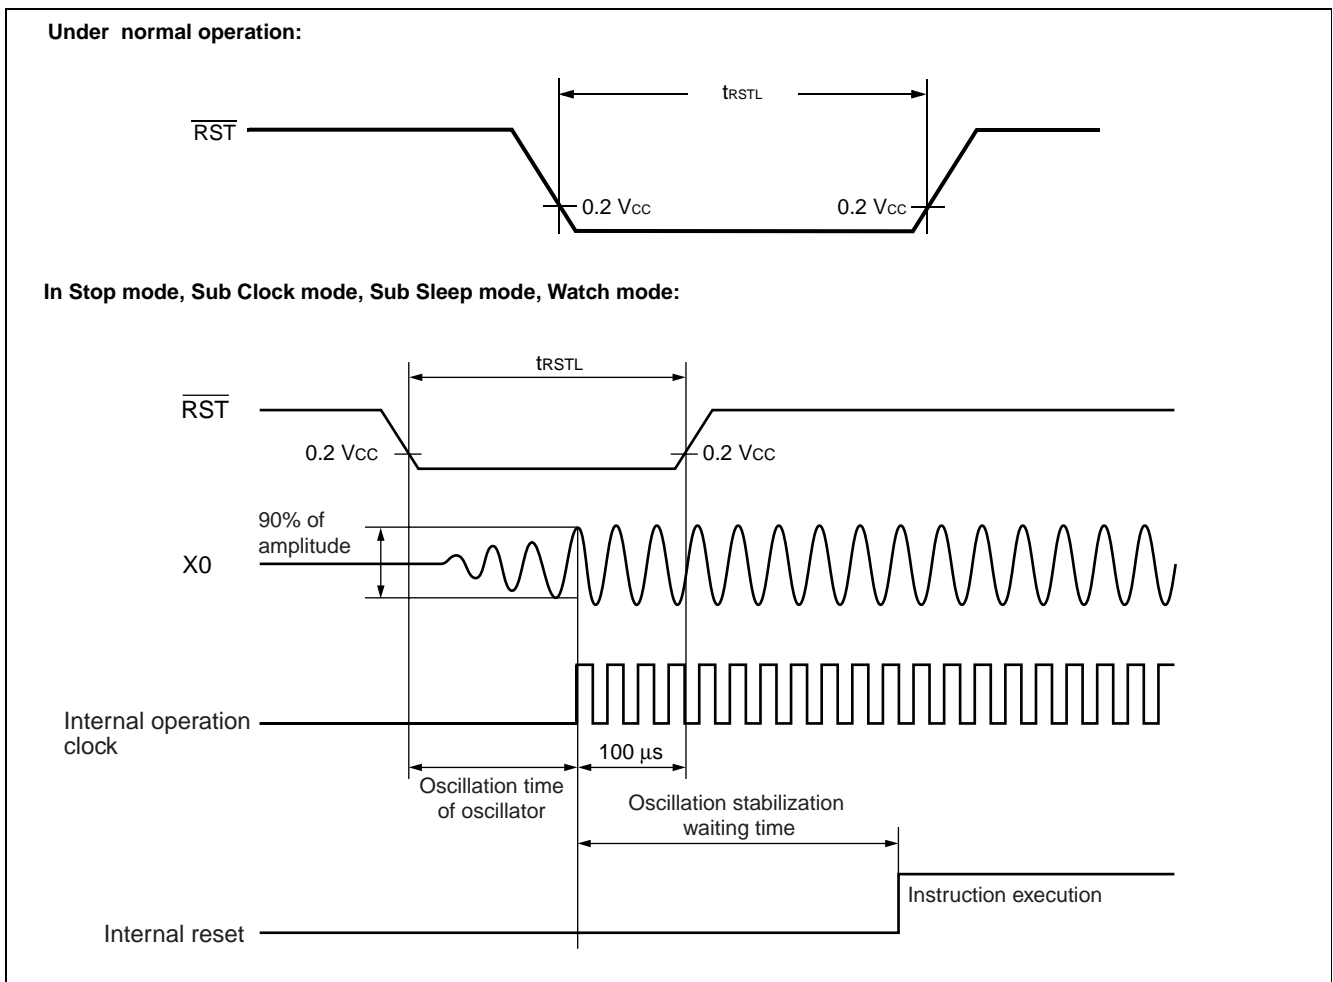 Under normal operation:
tRSTL
RST
0.2 VCC
0.2 VCC
In Stop mode, Sub Clock mode, Sub Sleep mode, Watch mode:
tRSTL
RST
0.2 VCC
0.2 VCC
90% of
amplitude
X0
Internal operation
clock
100 μs
Oscillation time
of oscillator
Oscillation stabilization
waiting time
Instruction execution
Internal reset